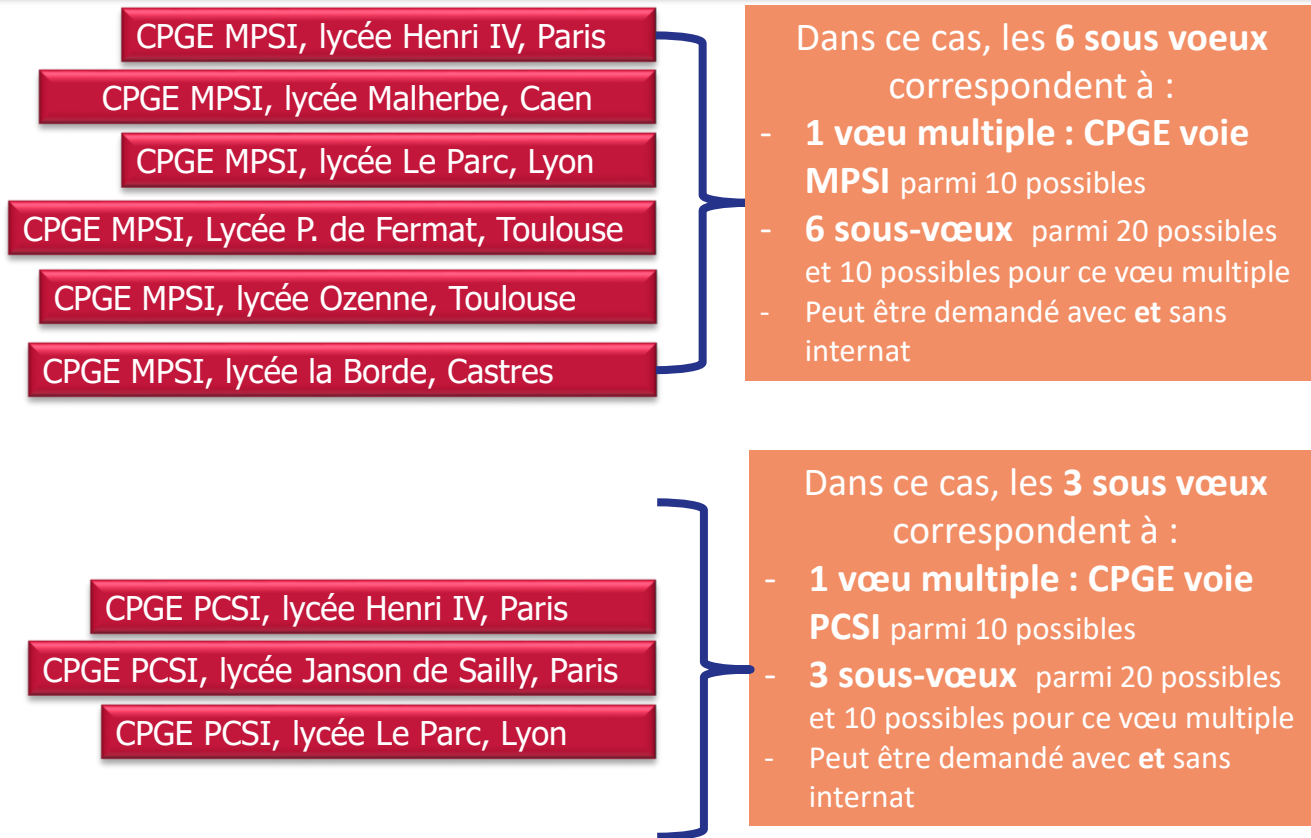 CPGE MPSI, lycée Henri IV, Paris
CPGE MPSI, lycée Malherbe, Caen
CPGE MPSI, lycée Le Parc, Lyon
CPGE MPSI, Lycée P. de Fermat, Toulouse
CPGE MPSI, lycée Ozenne, Toulouse
CPGE MPSI, lycée la Borde, Castres
Dans ce cas, les 6 sous voeux
correspondent à :
- 1 vœu multiple : CPGE voie
MPSI parmi 10 possibles
- 6 sous-vœux parmi 20 possibles
et 10 possibles pour ce vœu multiple
- Peut être demandé avec et sans
internat
CPGE PCSI, lycée Henri IV, Paris
CPGE PCSI, lycée Janson de Sailly, Paris
CPGE PCSI, lycée Le Parc, Lyon
Dans ce cas, les 3 sous vœux
correspondent à :
- 1 vœu multiple : CPGE voie
PCSI parmi 10 possibles
- 3 sous-vœux parmi 20 possibles
et 10 possibles pour ce vœu multiple
- Peut être demandé avec et sans
internat